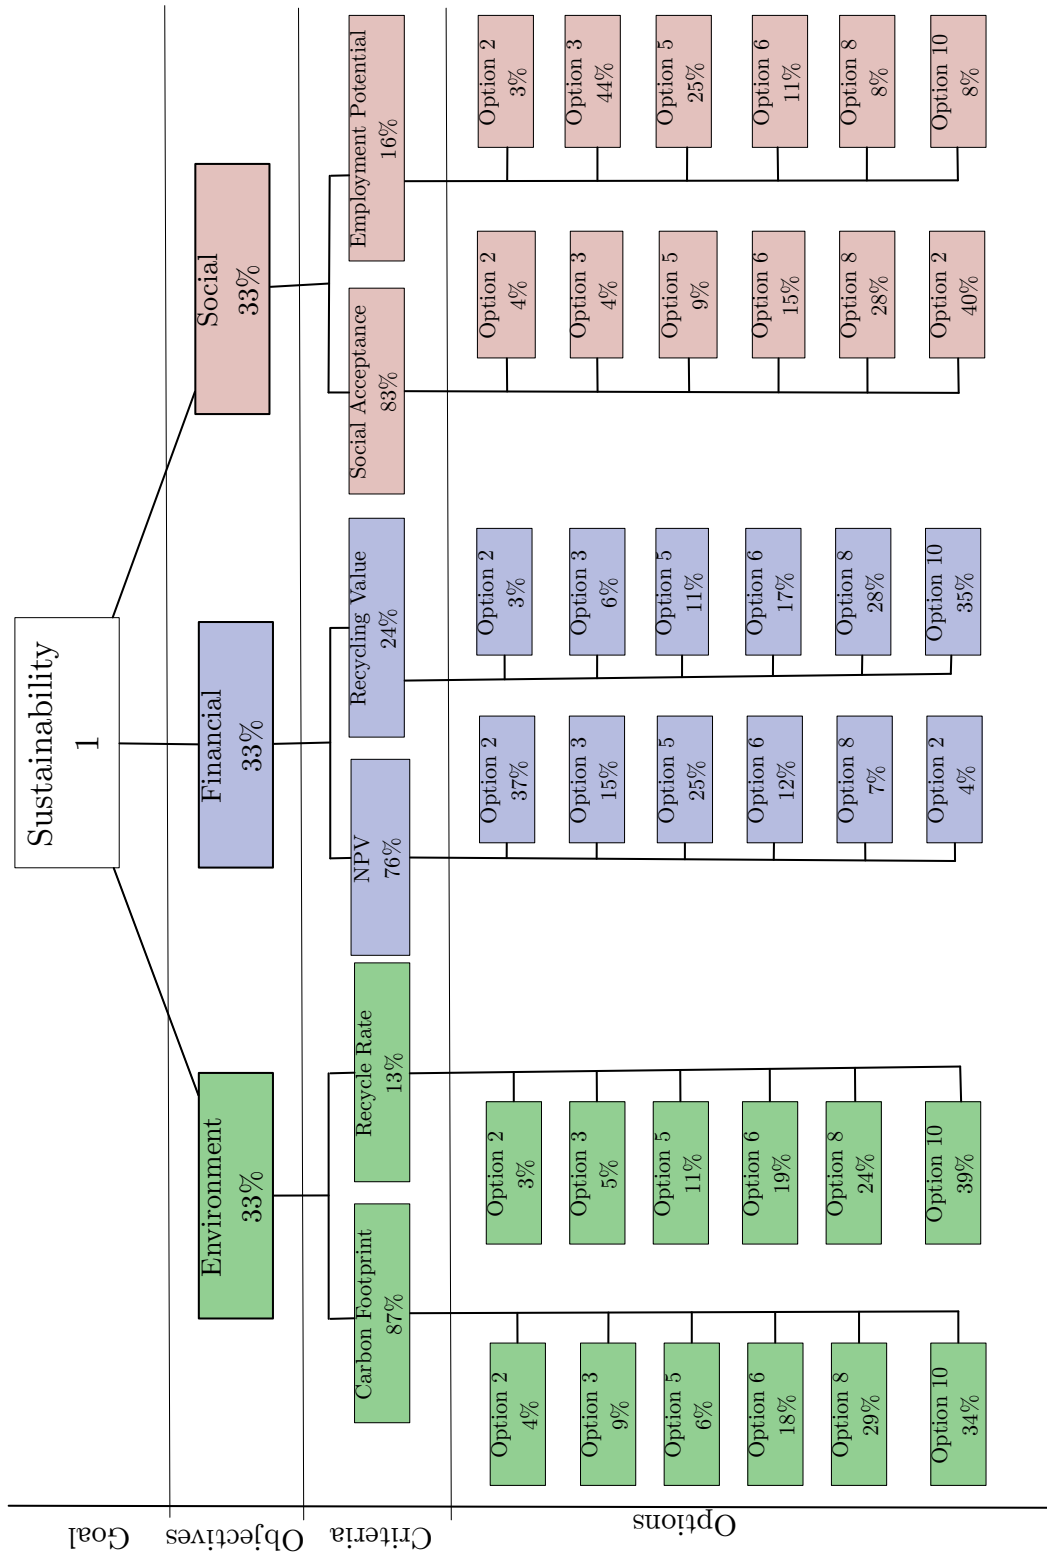 Goal
Sustainability
1
Objectives
Environment
33%
Financial
33%
Social
33%
Criteria
Carbon Footprint
87%
Recycle Rate
13%
NPV
76%
Recycling Value
24%
Social Acceptance
83%
Employment Potential
16%
Options
Option 2
4%
Option 3
9%
Option 5
6%
Option 6
18%
Option 8
29%
Option 10
34%
Option 2
3%
Option 3
5%
Option 5
11%
Option 6
19%
Option 8
24%
Option 10
39%
Option 2
37%
Option 3
15%
Option 5
25%
Option 6
12%
Option 8
7%
Option 2
4%
Option 2
3%
Option 3
6%
Option 5
11%
Option 6
17%
Option 8
28%
Option 10
35%
Option 2
4%
Option 3
4%
Option 5
9%
Option 6
15%
Option 8
28%
Option 2
40%
Option 2
3%
Option 3
44%
Option 5
25%
Option 6
11%
Option 8
8%
Option 10
8%